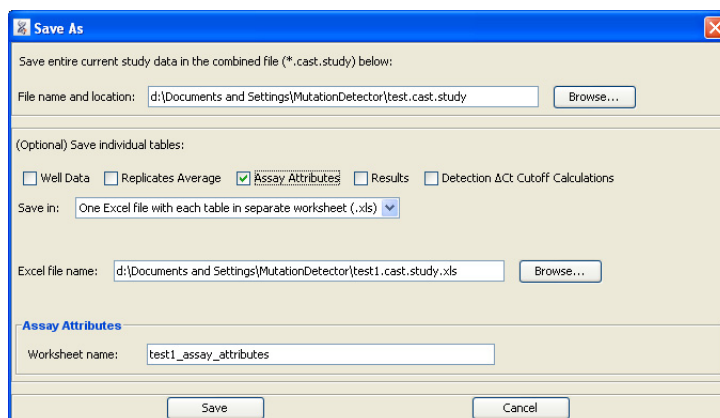 Save As
Save entire current study data in the combined file (*.cast.study) below:
File name and location: d:\Documents and Settings\MutationDetector\test.cast.study Browse...
(Optional) Save individual tables:
Well Data Replicates Average Assay Attributes Results Detection ΔCt Cutoff Calculations
Save in: One Excel file with each table in separate worksheet (.xls)
Excel file name: d:\Documents and Settings\MutationDetector\test1.cast.study.xls Browse...
Assay Attributes
Worksheet name: test1_assay_attributes
Save Cancel